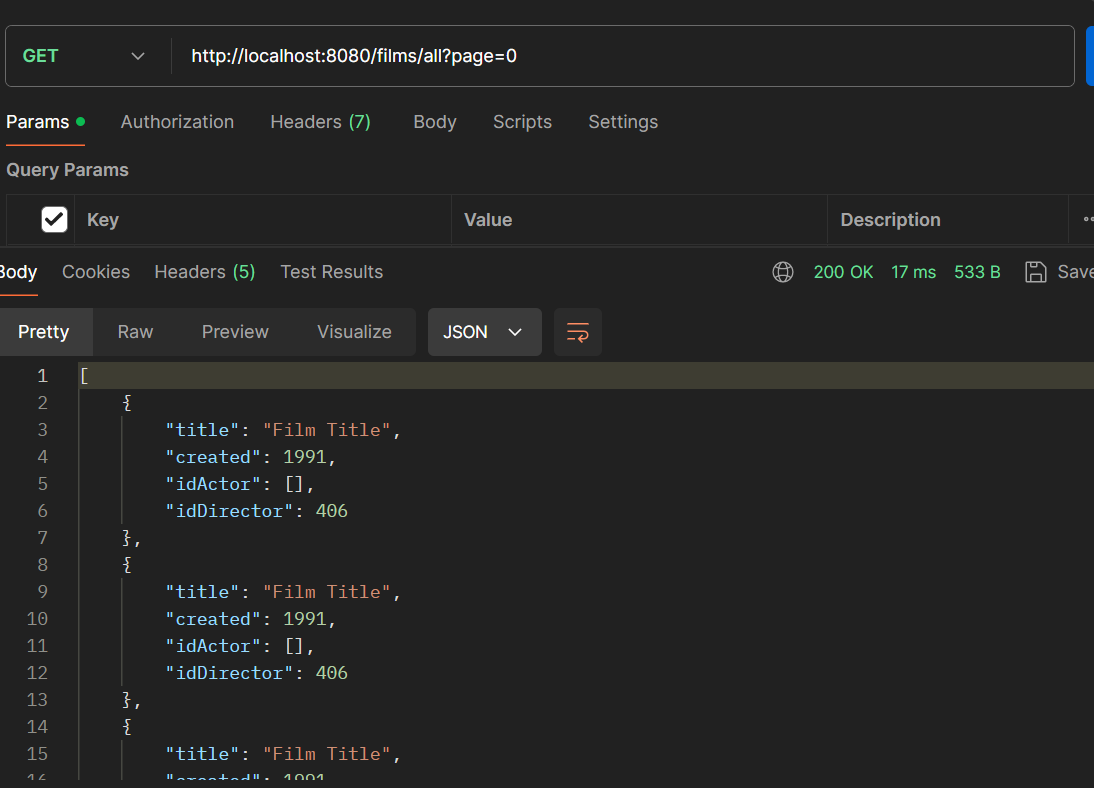 GET http://localhost:8080/films/all?page=0
Params Authorization Headers (7) Body Scripts Settings
Query Params
Key Value Description
Body Cookies Headers (5) Test Results 200 OK 17 ms 533 B Save
Pretty Raw Preview Visualize JSON
1 [
2 {
3 "title": "Film Title",
4 "created": 1991,
5 "idActor": [],
6 "idDirector": 406
7 },
8 {
9 "title": "Film Title",
10 "created": 1991,
11 "idActor": [],
12 "idDirector": 406
13 },
14 {
15 "title": "Film Title",
16 "created": 1991